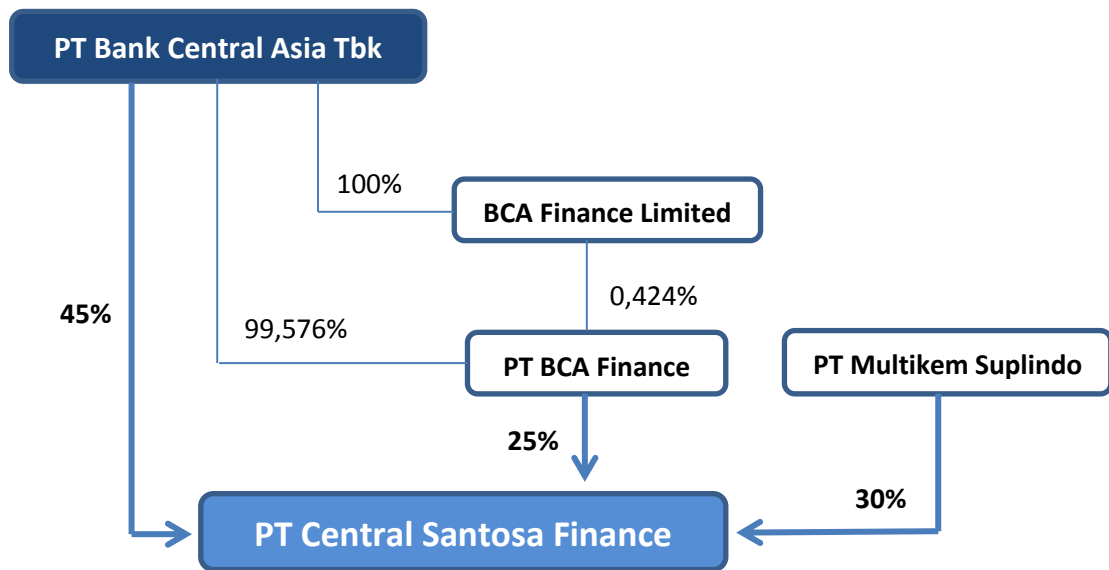 PT Bank Central Asia Tbk
100%
BCA Finance Limited
45%
0,424%
99,576%
PT BCA Finance
PT Multikem Suplindo
25%
30%
PT Central Santosa Finance